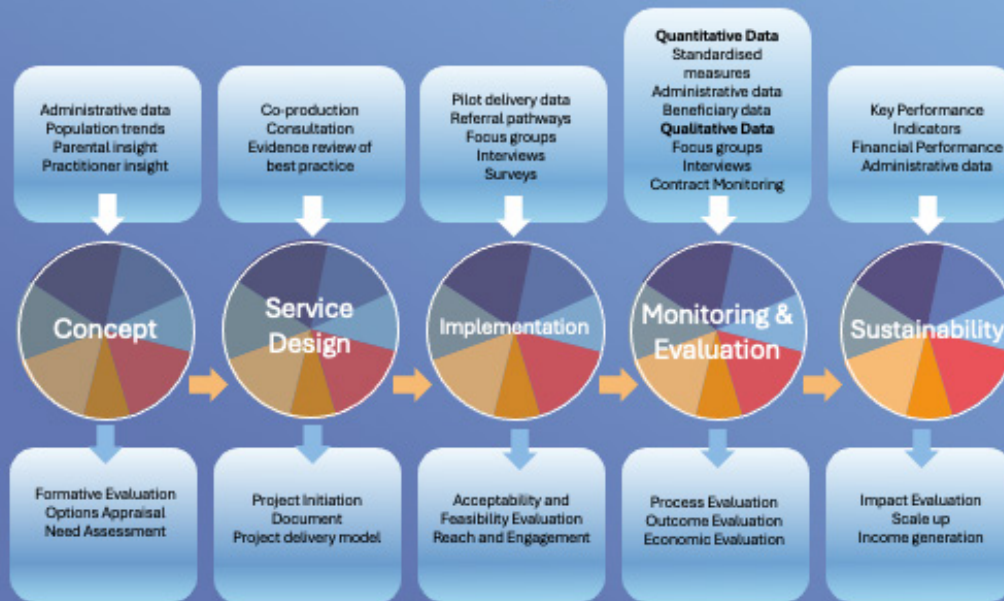 Administrative data
Population trends
Parental insight
Practitioner insight
Co-production
Consultation
Evidence review of
best practice
Pilot delivery data
Referral pathways
Focus groups
Interviews
Surveys
Quantitative Data
Standardised
measures
Administrative data
Beneficiary data
Qualitative Data
Focus groups
Interviews
Contract Monitoring
Key Performance
Indicators
Financial Performance
Administrative data
Concept
Service
Design
Implementation
Monitoring &
Evaluation
Sustainability
Formative Evaluation
Options Appraisal
Need Assessment
Project Initiation
Document
Project delivery model
Acceptability and
Feasibility Evaluation
Reach and Engagement
Process Evaluation
Outcome Evaluation
Economic Evaluation
Impact Evaluation
Scale up
Income generation